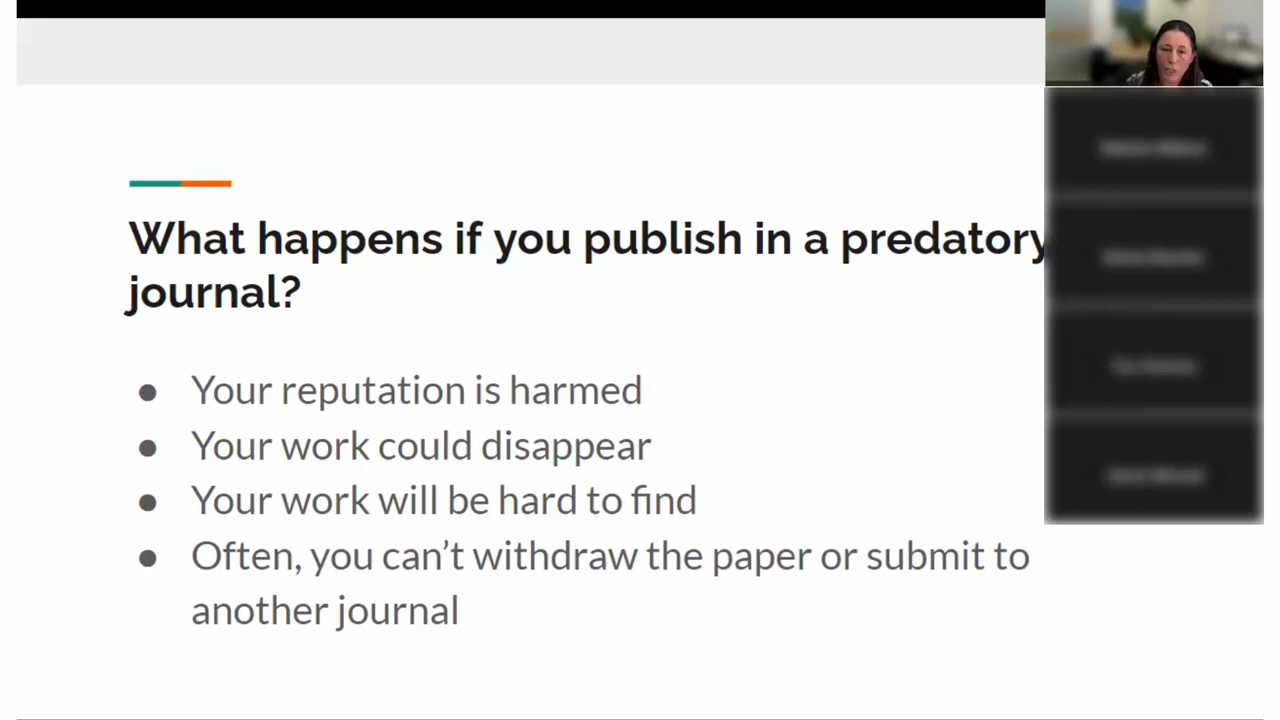 What happens if you publish in a predatory
journal?
● Your reputation is harmed
● Your work could disappear
● Your work will be hard to find
● Often, you can’t withdraw the paper or submit to
another journal